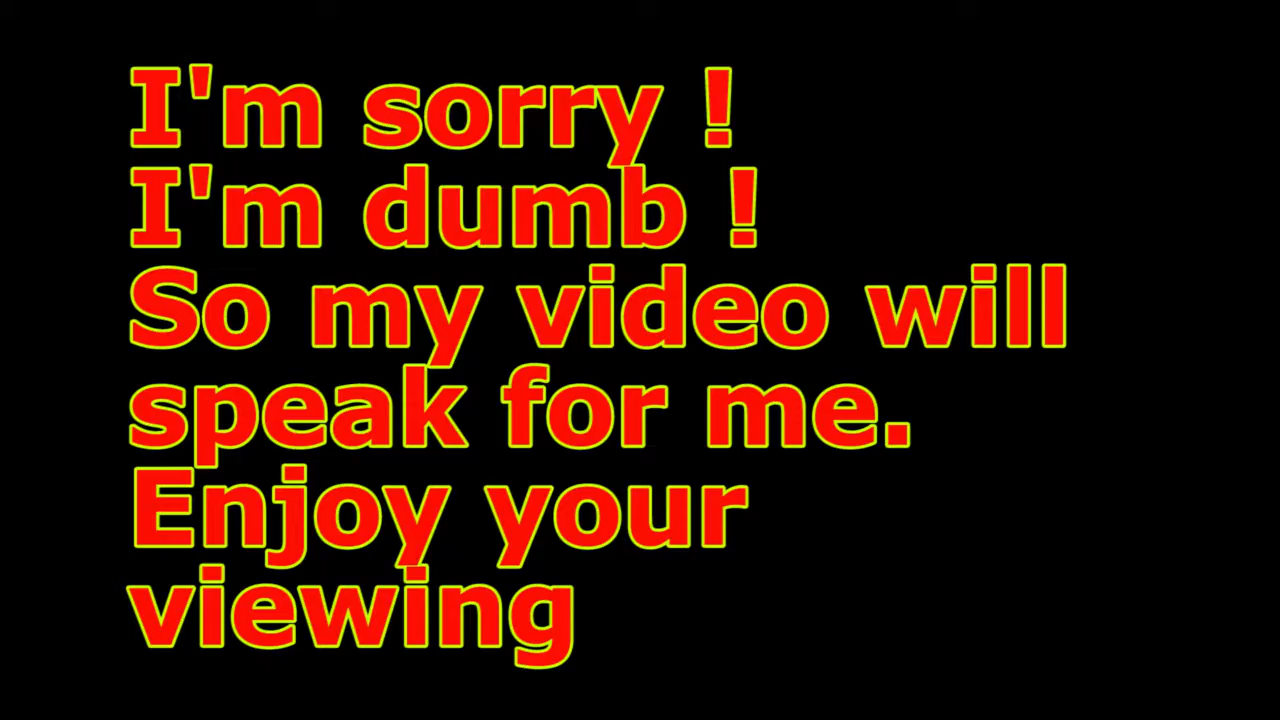 I'm sorry !
I'm dumb !
So my video will
speak for me.
Enjoy your
viewing